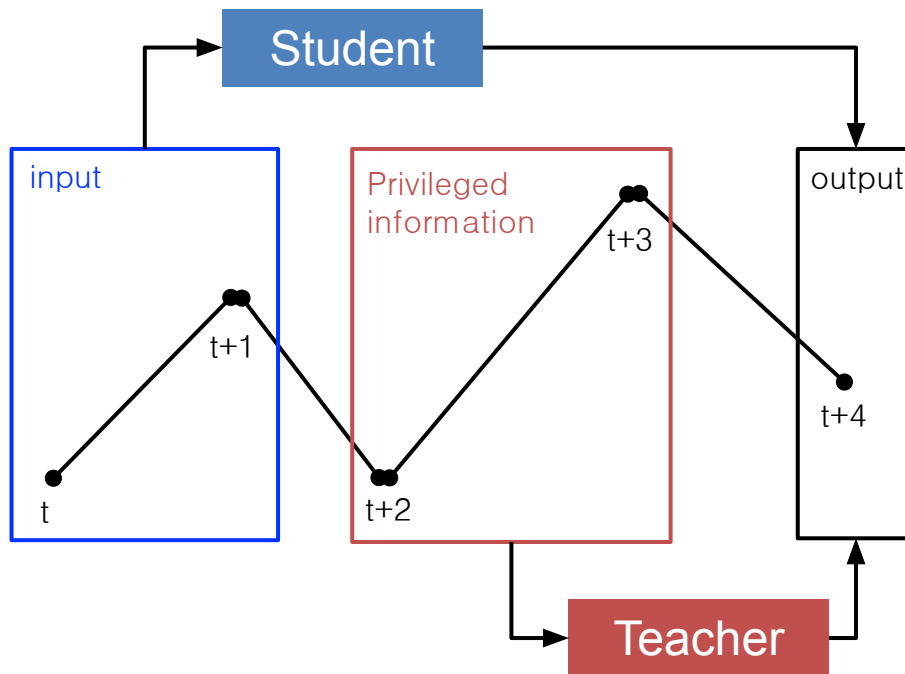 Student
input
Privileged
information
output
t+3
t+1
t+4
t
t+2
Teacher